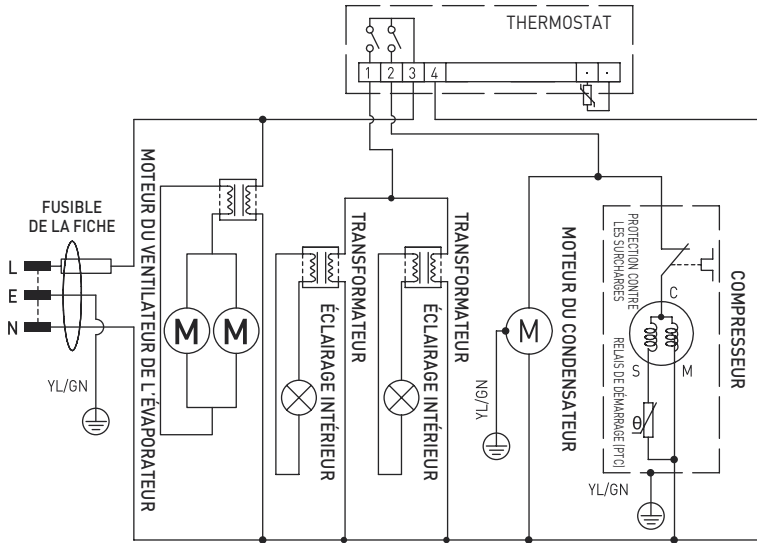 THERMOSTAT
1 2 3 4
MOTEUR DU VENTILATEUR DE L'ÉVAPORATEUR
FUSIBLE
DE LA FICHE
L
E
N
YL/GN
M M
TRANSFORMATEUR
ÉCLAIRAGE INTÉRIEUR
TRANSFORMATEUR
ÉCLAIRAGE INTÉRIEUR
M
YL/GN
MOTEUR DU CONDENSATEUR
PROTECTION CONTRE
LES SURCHARGES
C
S M
RELAIS DE DÉMARRAGE (PTC)
θ
YL/GN
COMPRESSEUR